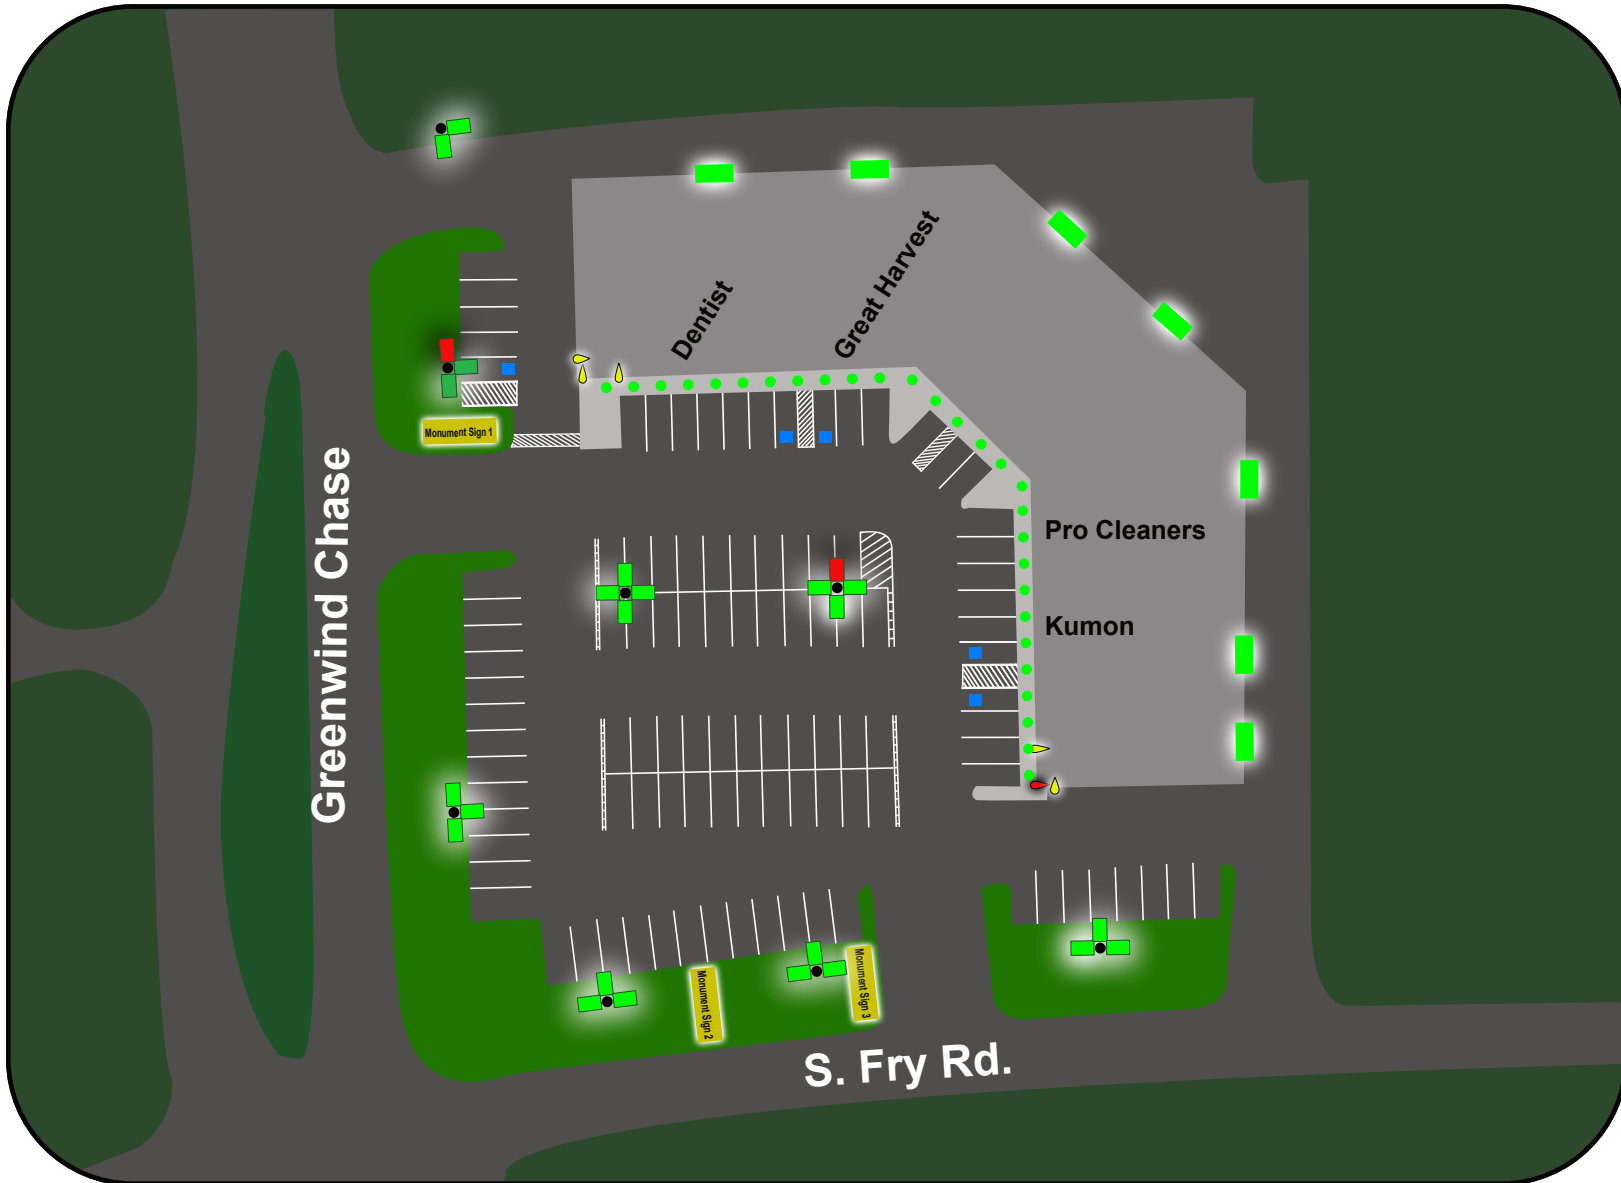 Great Harvest
Dentist
Monument Sign 1
Greenwind Chase
Pro Cleaners
Kumon
Monument Sign 2
Monument Sign 3
S. Fry Rd.